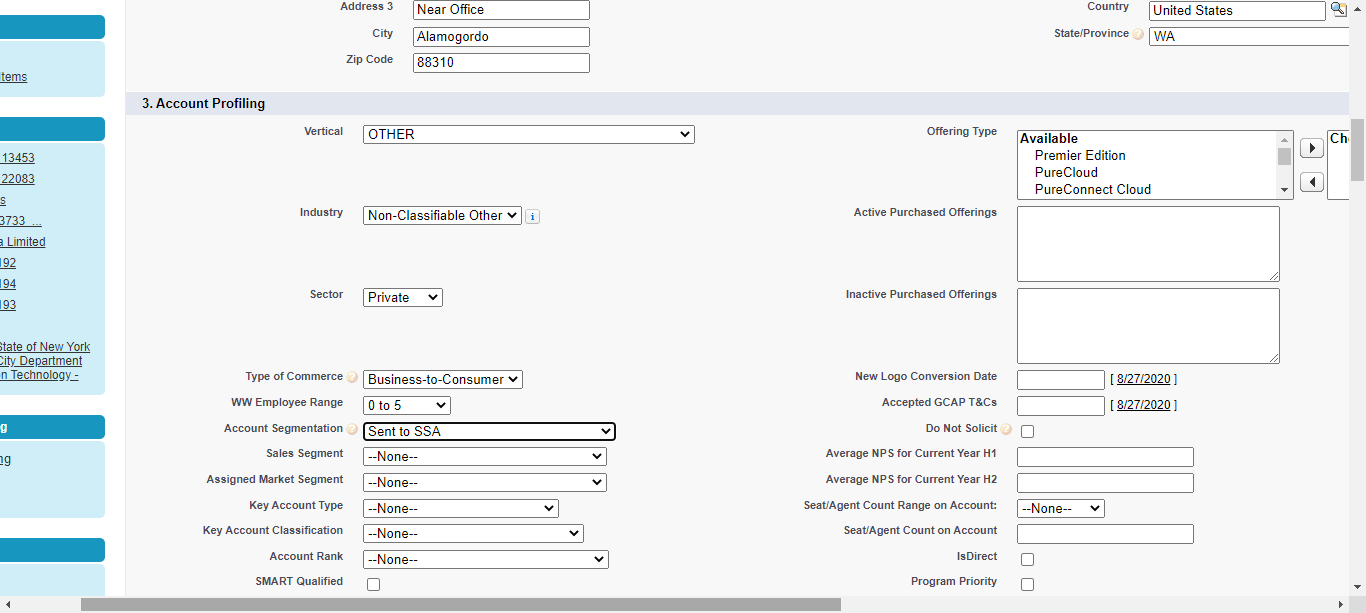 Address 3 Near Office
Country United States
City Alamogordo
State/Province WA
Zip Code 88310
3. Account Profiling
Vertical OTHER
Offering Type
Available
Premier Edition
PureCloud
PureConnect Cloud
Industry Non-Classifiable Other
Active Purchased Offerings
Sector Private
Inactive Purchased Offerings
Type of Commerce Business-to-Consumer
New Logo Conversion Date [ 8/27/2020 ]
WW Employee Range 0 to 5
Accepted GCAP T&Cs [ 8/27/2020 ]
Account Segmentation Sent to SSA
Do Not Solicit
Sales Segment --None--
Average NPS for Current Year H1
Assigned Market Segment --None--
Average NPS for Current Year H2
Key Account Type --None--
Seat/Agent Count Range on Account: --None--
Key Account Classification --None--
Seat/Agent Count on Account
Account Rank --None--
IsDirect
SMART Qualified
Program Priority
Items
13453
22083
s
3733 ...
a Limited
192
194
193
State of New York
City Department
on Technology -
g
ng